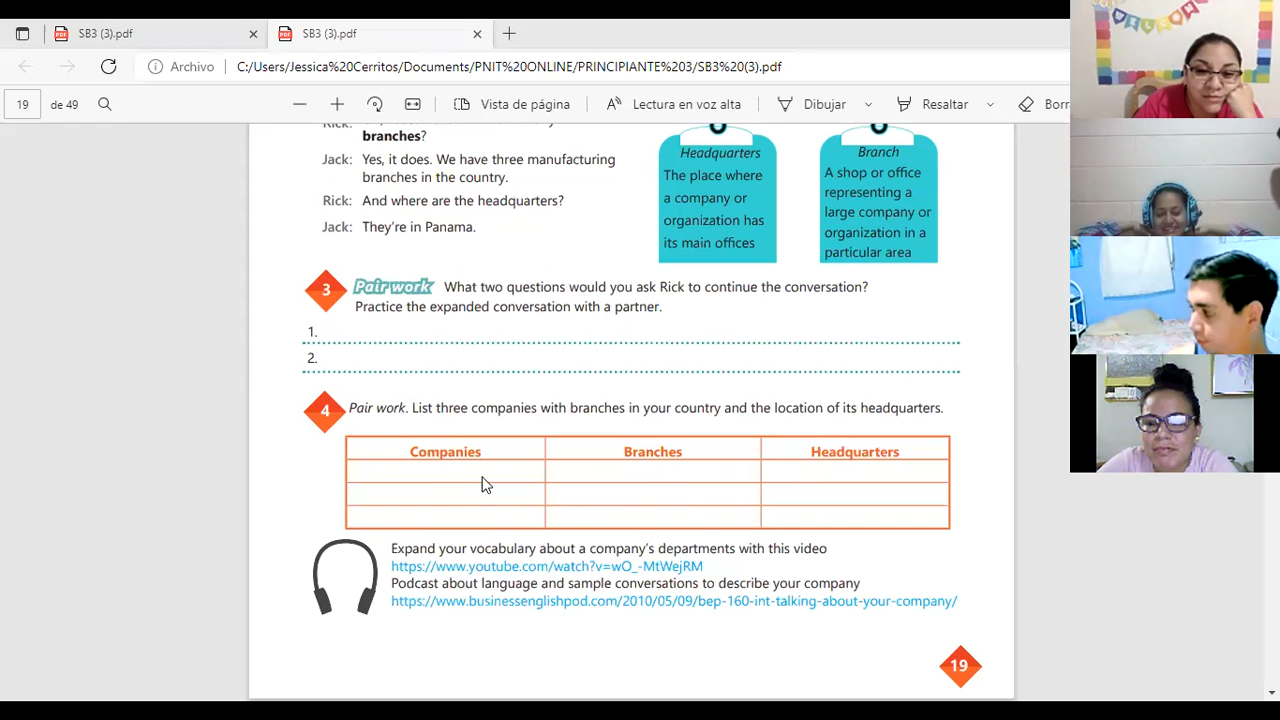 SB3 (3).pdf
SB3 (3).pdf
Archivo
C:/Users/Jessica%20Cerritos/Documents/PNIT%20ONLINE/PRINCIPIANTE%203/SB3%20(3).pdf
19
de 49
Vista de página
Lectura en voz alta
Dibujar
Resaltar
Borr
Rick:
branches?
Jack: Yes, it does. We have three manufacturing
branches in the country.
Rick: And where are the headquarters?
Jack: They're in Panama.
Headquarters
The place where
a company or
organization has
its main offices
Branch
A shop or office
representing a
large company or
organization in a
particular area
3 Pair work What two questions would you ask Rick to continue the conversation?
Practice the expanded conversation with a partner.
1.
2.
4 Pair work. List three companies with branches in your country and the location of its headquarters.
Companies Branches Headquarters
Expand your vocabulary about a company's departments with this video
https://www.youtube.com/watch?v=wO_-MtWejRM
Podcast about language and sample conversations to describe your company
https://www.businessenglishpod.com/2010/05/09/bep-160-int-talking-about-your-company/
19